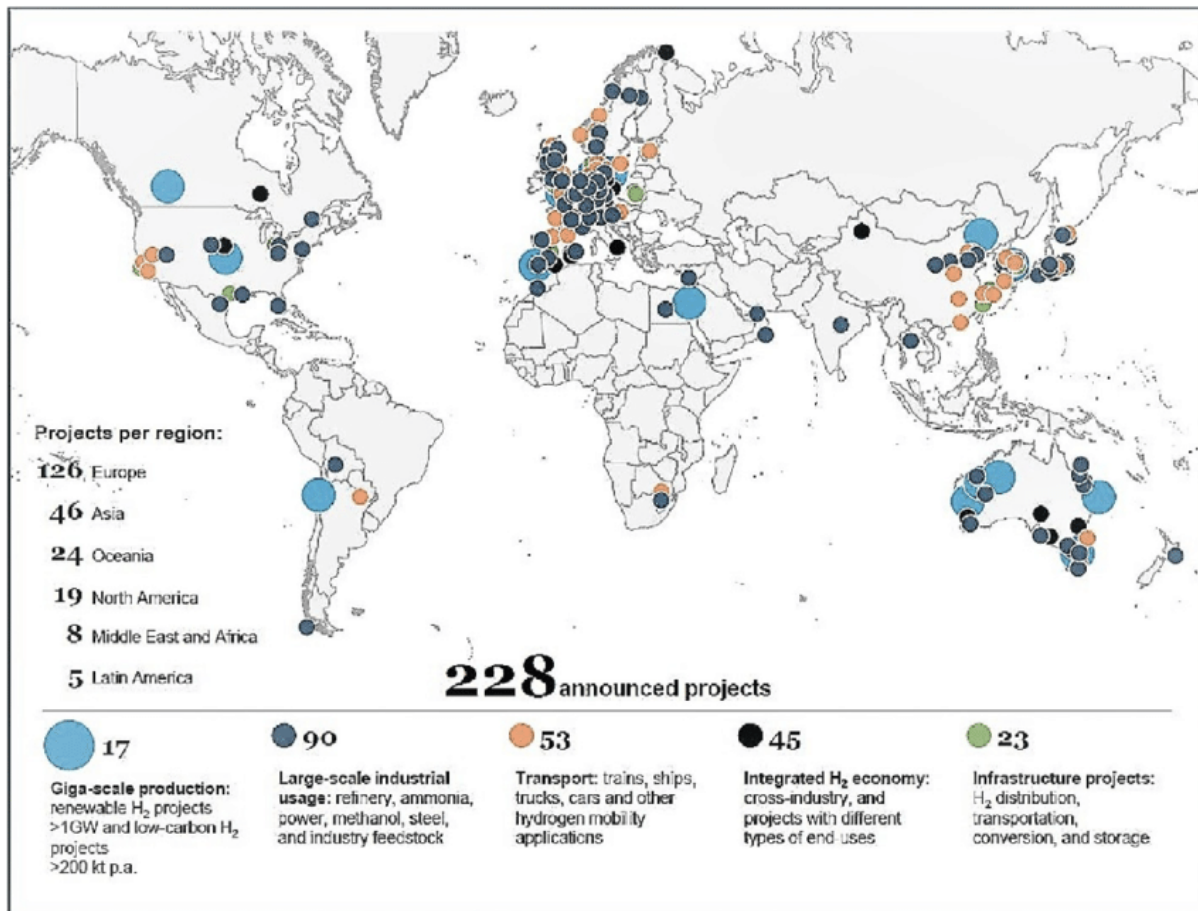 Projects per region:
126 Europe
46 Asia
24 Oceania
19 North America
8 Middle East and Africa
5 Latin America
228 announced projects
17
Giga-scale production:
renewable H₂ projects
>1GW and low-carbon H₂
projects
>200 kt p.a.
90
Large-scale industrial
usage: refinery, ammonia,
power, methanol, steel,
and industry feedstock
53
Transport: trains, ships,
trucks, cars and other
hydrogen mobility
applications
45
Integrated H₂ economy:
cross-industry, and
projects with different
types of end-uses
23
Infrastructure projects:
H₂ distribution,
transportation,
conversion, and storage